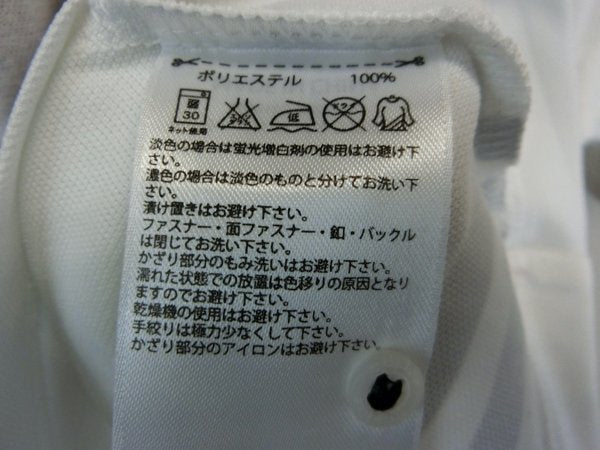 ポリエステル 100%
弱
30
ネット使用
低
ドライ
淡色の場合は蛍光増白剤の使用はお避け下
さい。
濃色の場合は淡色のものと分けてお洗い下
さい。
漬け置きはお避け下さい。
ファスナー・面ファスナー・釦・バックル
は閉じてお洗い下さい。
かざり部分のもみ洗いはお避け下さい。
濡れた状態での放置は色移りの原因となり
ますのでお避け下さい。
乾燥機の使用はお避け下さい。
手絞りは極力少なくして下さい。
かざり部分のアイロンはお避け下さい。